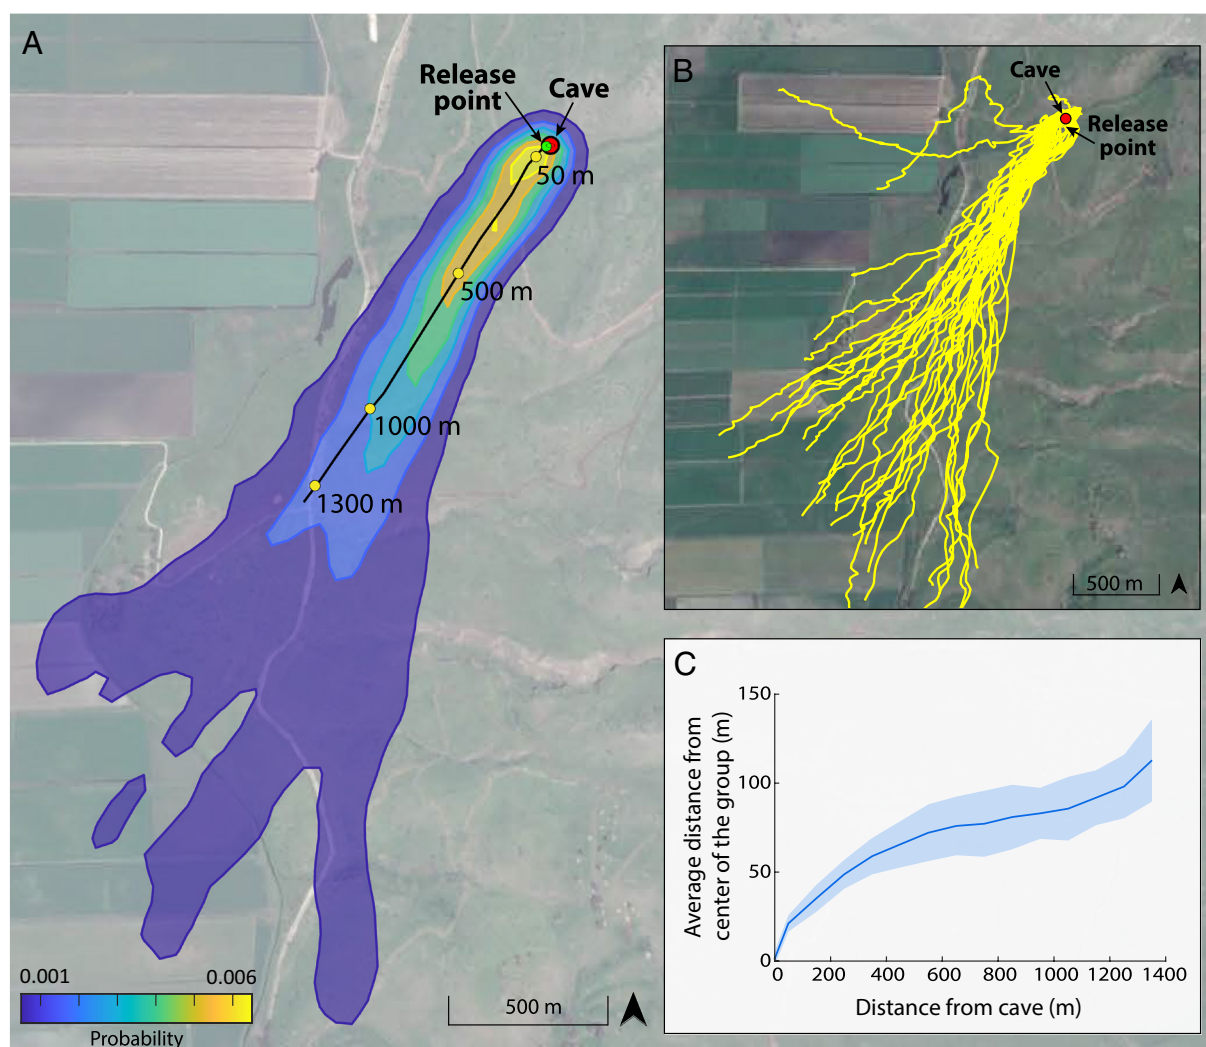 A
Release
point
Cave
50 m
500 m
1000 m
1300 m
0.001
0.006
Probability
500 m
B
Cave
Release
point
500 m
C
150
100
50
0
Average distance from
center of the group (m)
0
200
400
600
800
1000
1200
1400
Distance from cave (m)